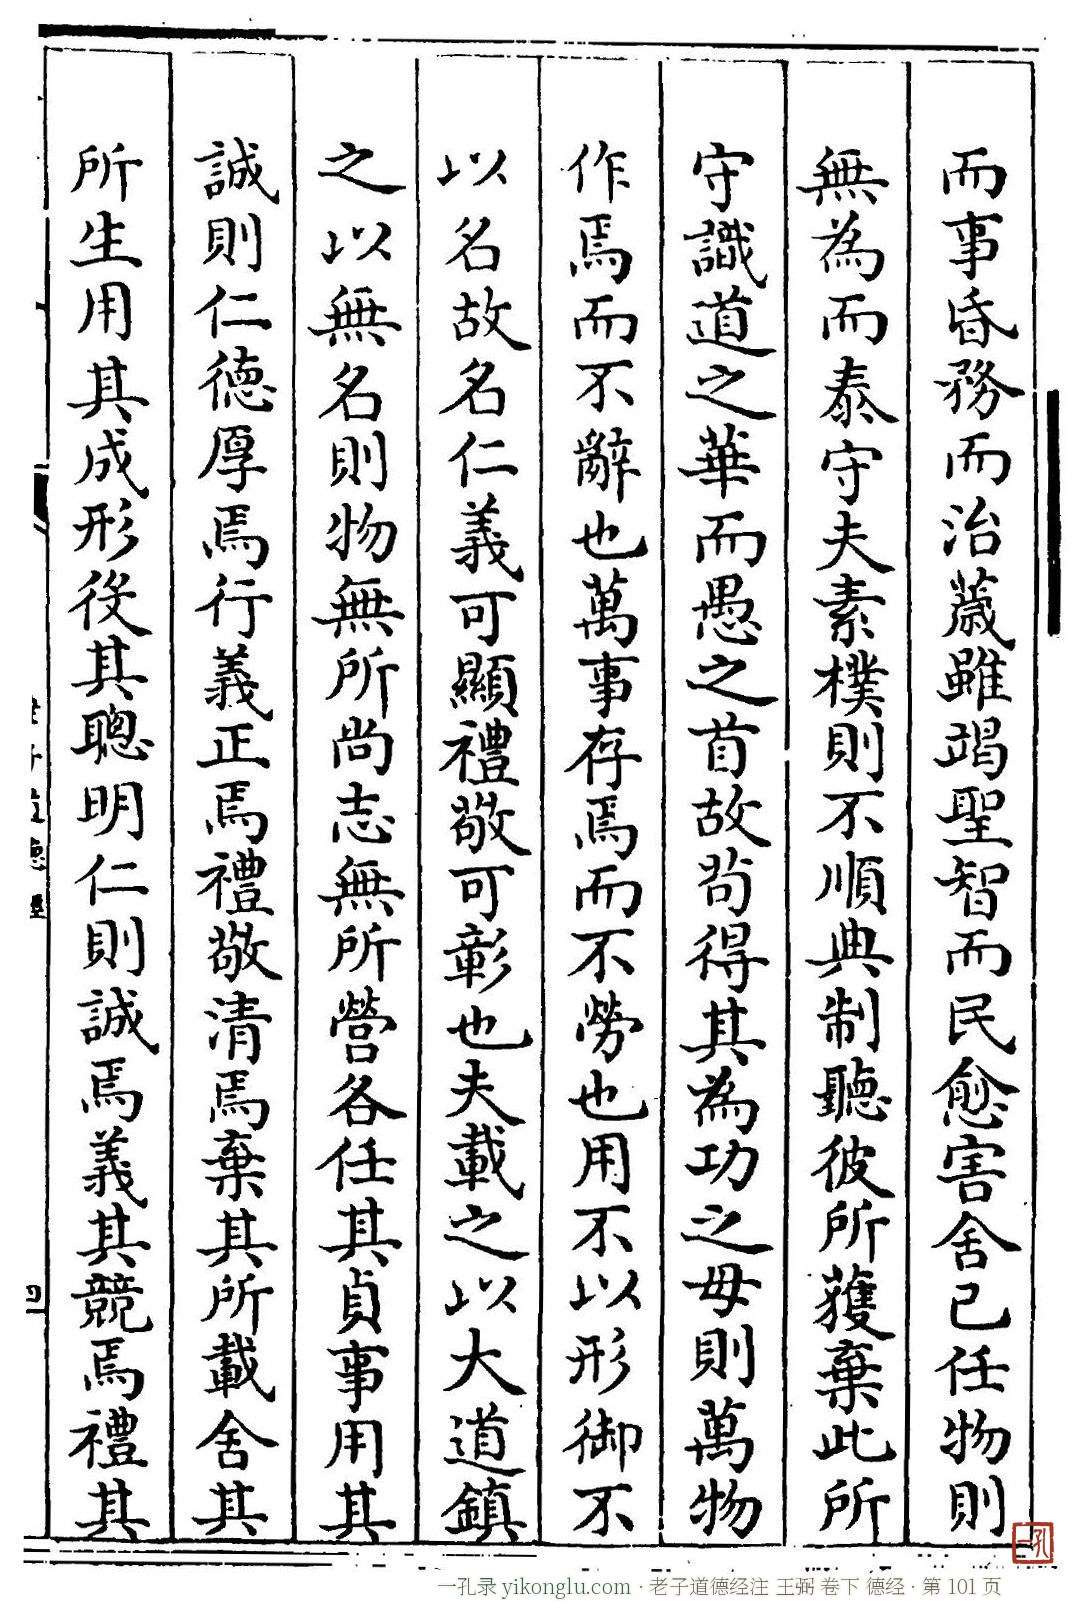 而事昏務而治薉雖竭聖智而民愈害舍己任物則
無為而泰守夫素樸則不順典制聽彼所獲棄此所
守識道之華而愚之首故茍得其為功之母則萬物
作焉而不辭也萬事存焉而不勞也用不以形御不
以名故名仁義可顯禮敬可彰也夫載之以大道鎮
之以無名則物無所尚志無所營各任其貞事用其
誠則仁德厚焉行義正焉禮敬清焉棄其所載舍其
所生用其成形役其聰明仁則誠焉義其競焉禮其
一孔录 yikonglu.com · 老子道德经注 王弼 卷下 德经 · 第 101 页